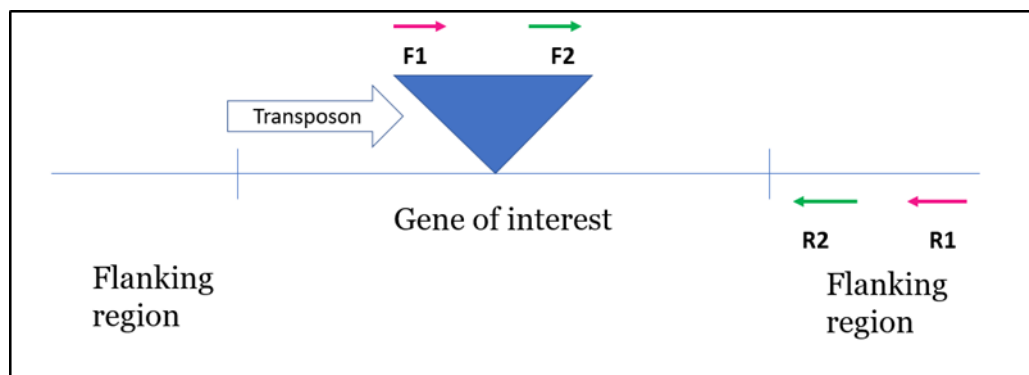 F1
F2
Transposon
Gene of interest
R2
R1
Flanking
region
Flanking
region